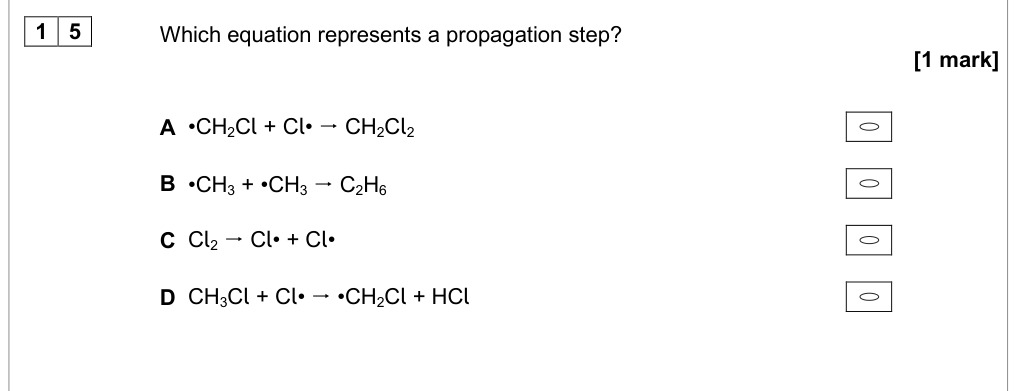 1 5 Which equation represents a propagation step?
[1 mark]
A •CH₂Cl + Cl• → CH₂Cl₂
B •CH₃ + •CH₃ → C₂H₆
C Cl₂ → Cl• + Cl•
D CH₃Cl + Cl• → •CH₂Cl + HCl